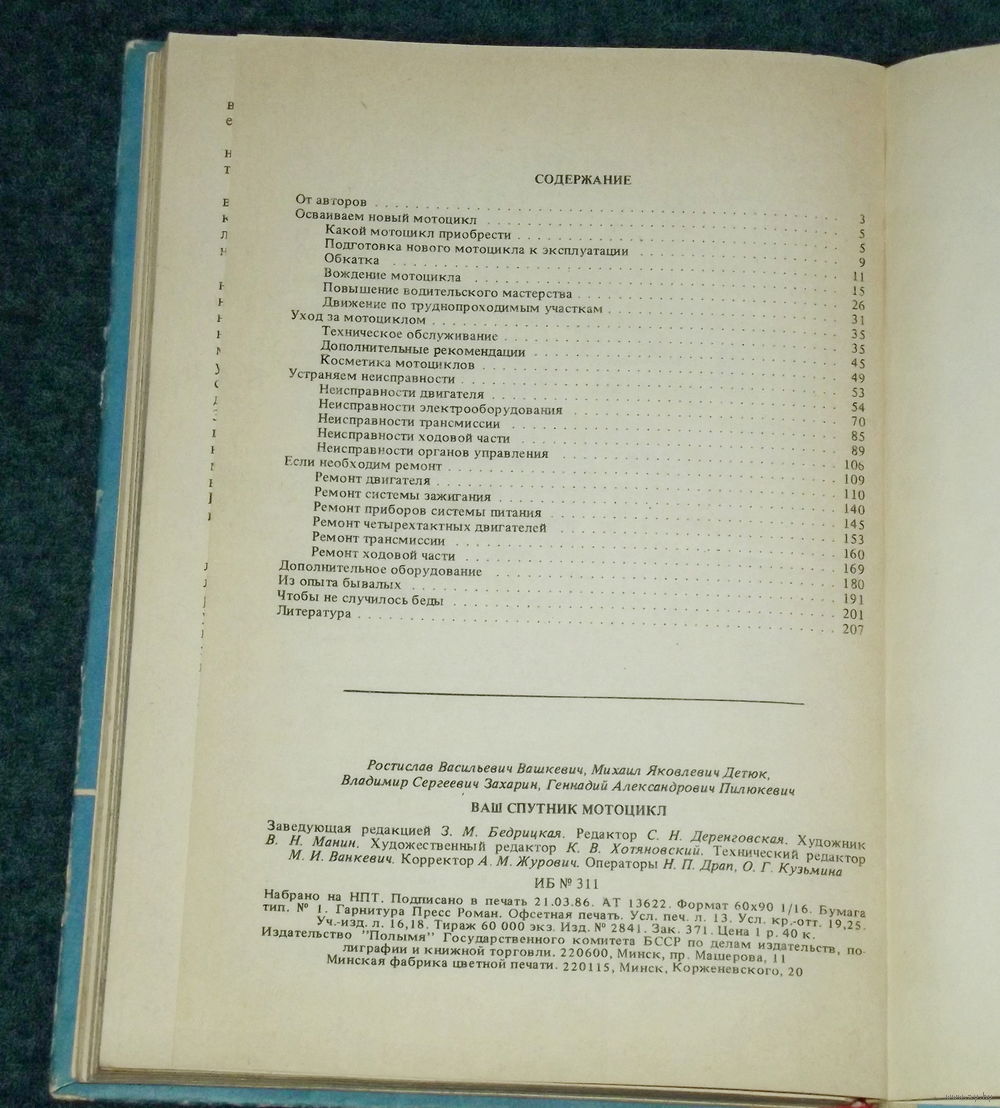 СОДЕРЖАНИЕ
От авторов . . . 3
Осваиваем новый мотоцикл . . . 5
Какой мотоцикл приобрести . . . 5
Подготовка нового мотоцикла к эксплуатации . . . 9
Обкатка . . . 11
Вождение мотоцикла . . . 15
Повышение водительского мастерства . . . 26
Движение по труднопроходимым участкам . . . 31
Уход за мотоциклом . . . 35
Техническое обслуживание . . . 35
Дополнительные рекомендации . . . 45
Косметика мотоциклов . . . 49
Устраняем неисправности . . . 53
Неисправности двигателя . . . 54
Неисправности электрооборудования . . . 70
Неисправности трансмиссии . . . 85
Неисправности ходовой части . . . 89
Неисправности органов управления . . . 106
Если необходим ремонт . . . 109
Ремонт двигателя . . . 110
Ремонт системы зажигания . . . 140
Ремонт приборов системы питания . . . 145
Ремонт четырехтактных двигателей . . . 153
Ремонт трансмиссии . . . 160
Ремонт ходовой части . . . 169
Дополнительное оборудование . . . 180
Из опыта бывалых . . . 191
Чтобы не случилось беды . . . 201
Литература . . . 207
Ростислав Васильевич Вашкевич, Михаил Яковлевич Детюк,
Владимир Сергеевич Захарин, Геннадий Александрович Пилюкевич
ВАШ СПУТНИК МОТОЦИКЛ
Заведующая редакцией З. М. Бедрицкая. Редактор С. Н. Деренговская. Художник
В. Н. Манин. Художественный редактор К. В. Хотяновский. Технический редактор
М. И. Ванкевич. Корректор А. М. Журович. Операторы Н. П. Драп, О. Г. Кузьмина
ИБ № 311
Набрано на НПТ. Подписано в печать 21.03.86. АТ 13622. Формат 60х90 1/16. Бумага
тип. № 1. Гарнитура Пресс Роман. Офсетная печать. Усл. печ. л. 13. Усл. кр.-отт. 19,25.
Уч.-изд. л. 16,18. Тираж 60 000 экз. Изд. № 2841. Зак. 371. Цена 1 р. 40 к.
Издательство "Полымя" Государственного комитета БССР по делам издательств, по-
лиграфии и книжной торговли. 220600, Минск, пр. Машерова, 11
Минская фабрика цветной печати. 220115, Минск, Корженевского, 20